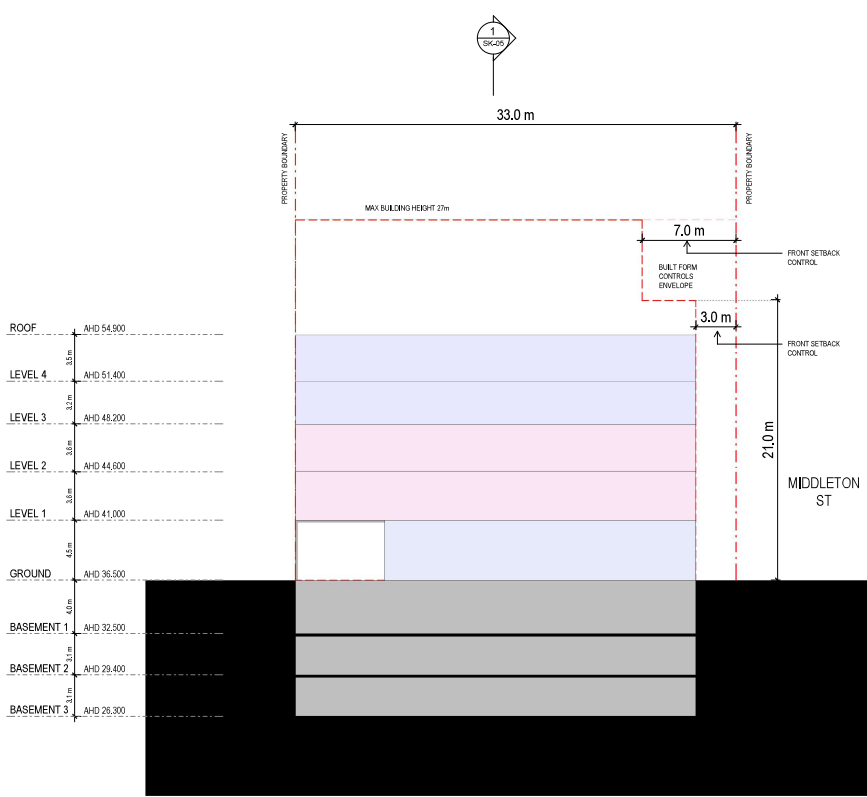 1
SK-05
33.0 m
PROPERTY BOUNDARY
PROPERTY BOUNDARY
MAX BUILDING HEIGHT 27m
7.0 m
FRONT SETBACK
CONTROL
BUILT FORM
CONTROLS
ENVELOPE
3.0 m
FRONT SETBACK
CONTROL
21.0 m
MIDDLETON
ST
ROOF AHD 54,900
3.5 m
LEVEL 4 AHD 51,400
3.2 m
LEVEL 3 AHD 48.200
3.6 m
LEVEL 2 AHD 44,600
3.6 m
LEVEL 1 AHD 41,000
4.5 m
GROUND AHD 36.500
4.0 m
BASEMENT 1 AHD 32.500
3.1 m
BASEMENT 2 AHD 29.400
3.1 m
BASEMENT 3 AHD 26,300